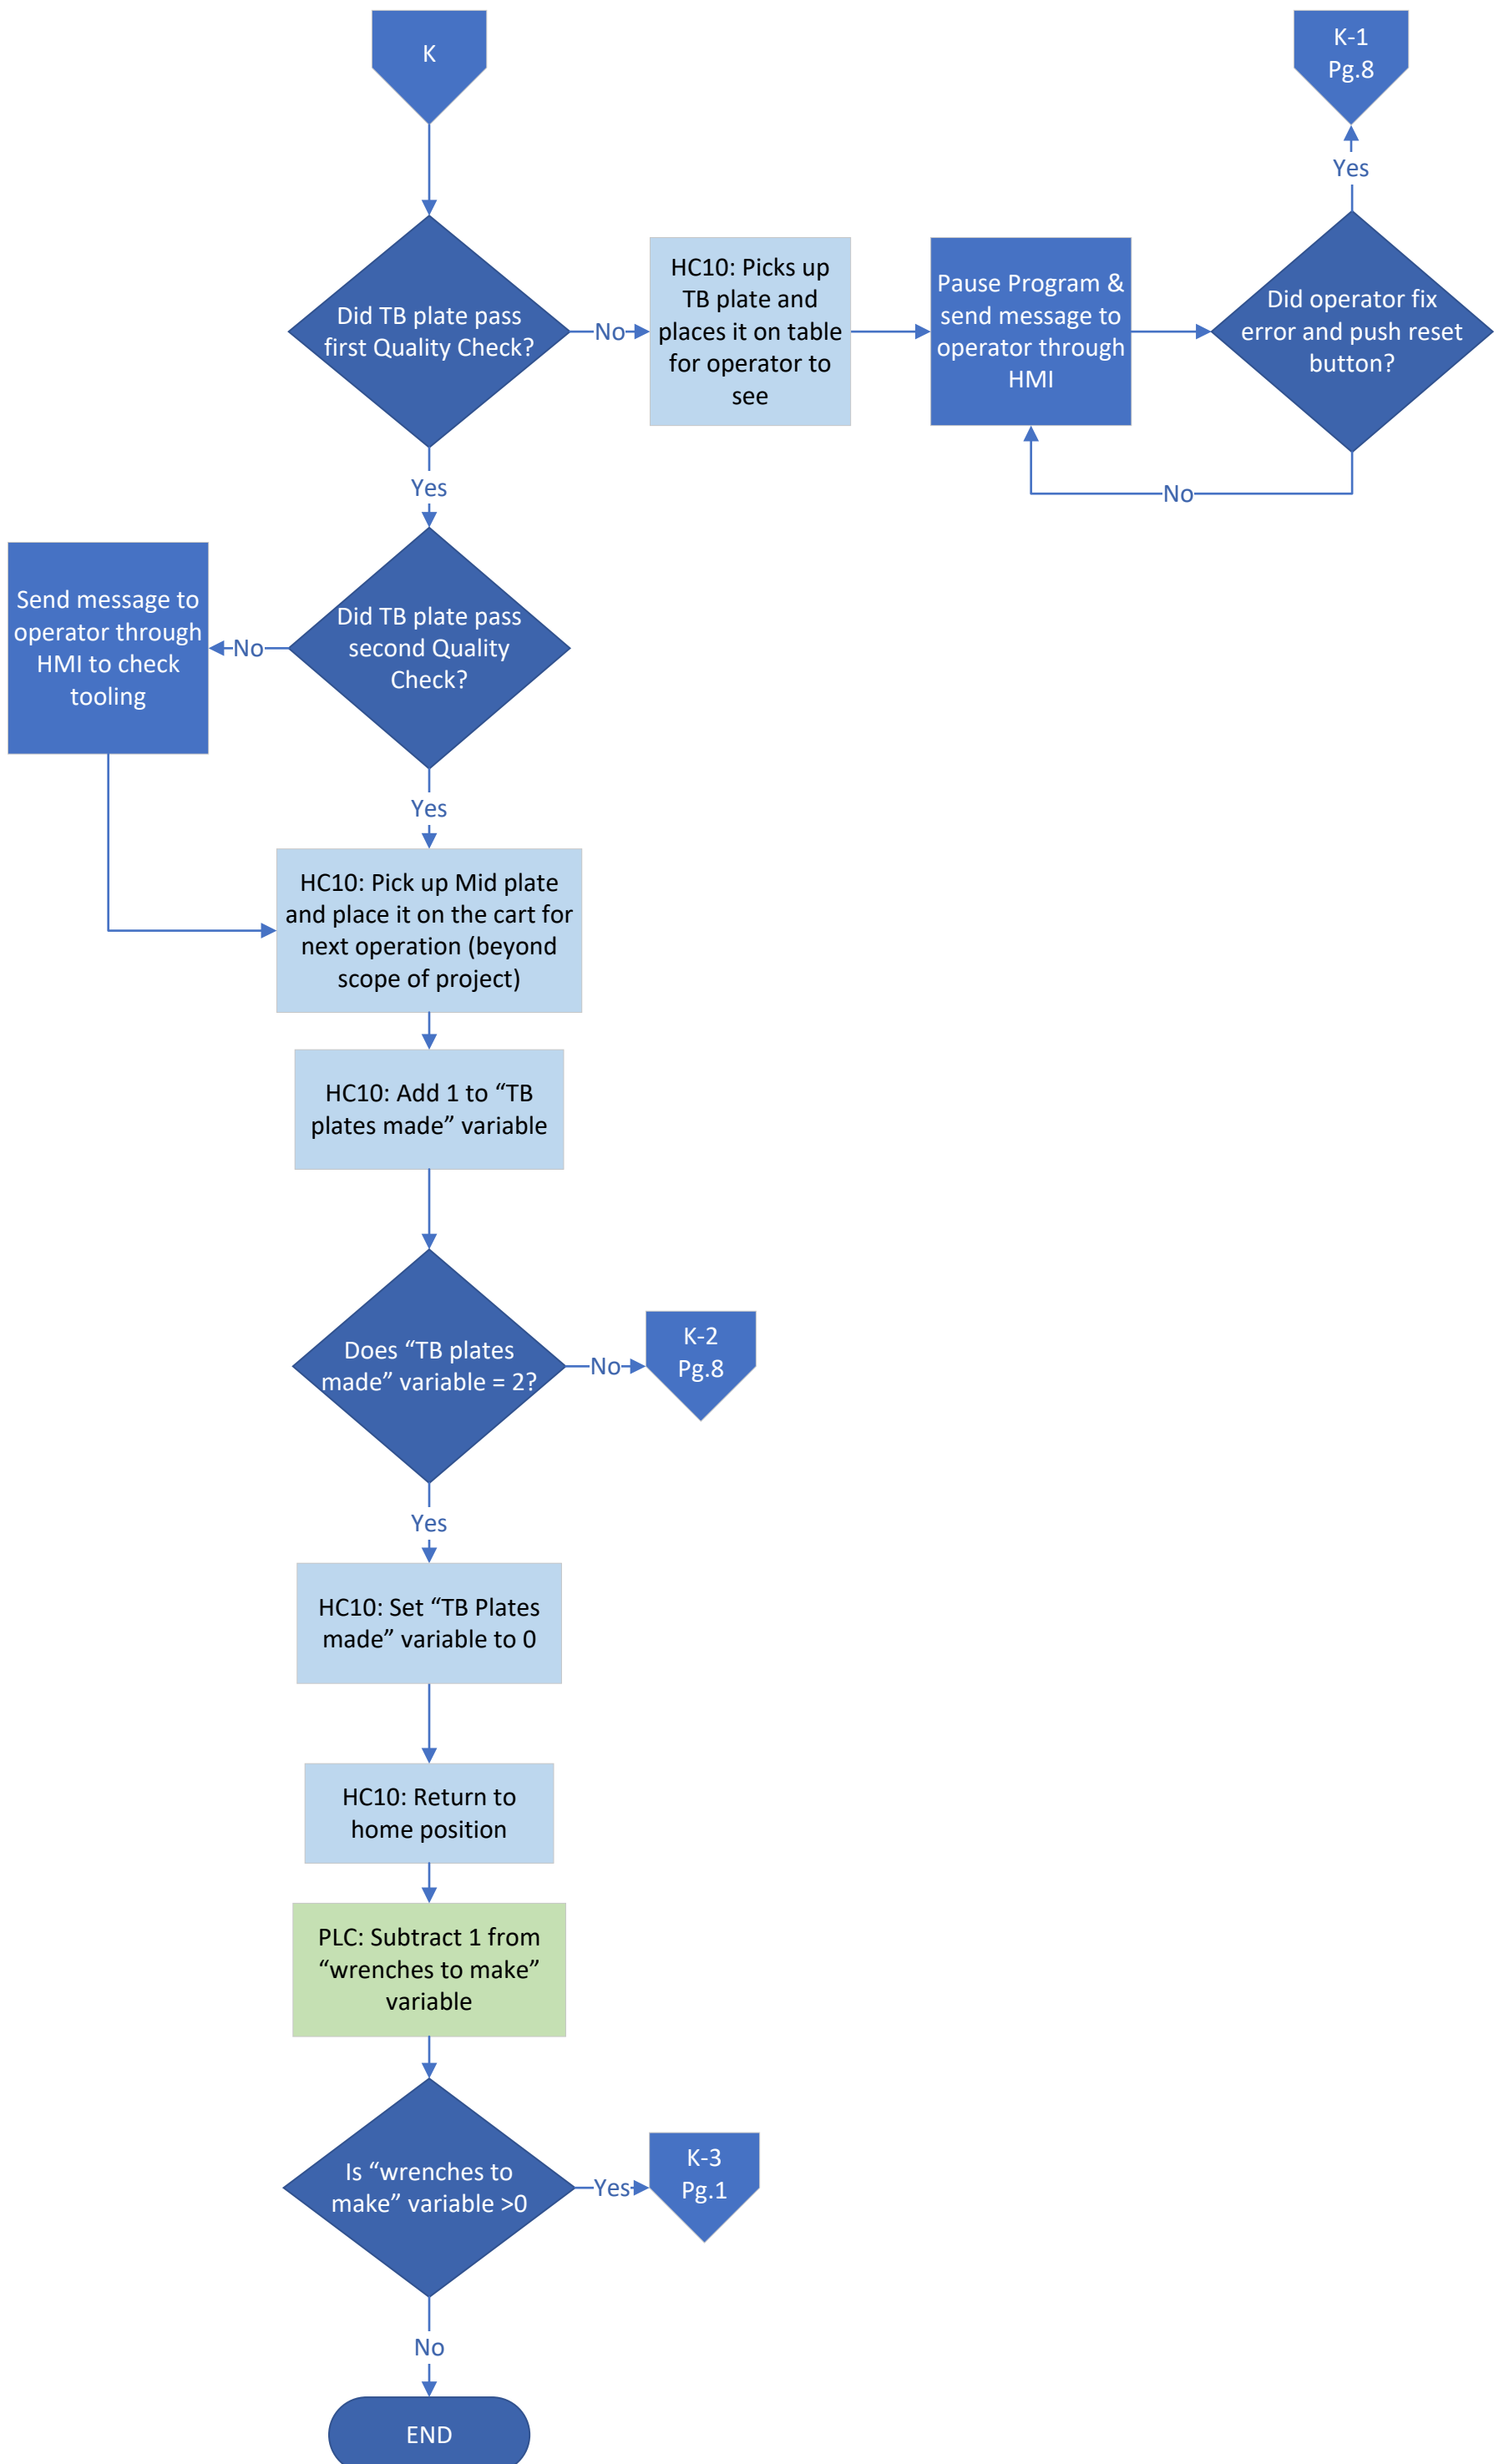 K
K-1
Pg.8
Yes
Did TB plate pass
first Quality Check?
No
HC10: Picks up
TB plate and
places it on table
for operator to
see
Pause Program &
send message to
operator through
HMI
Did operator fix
error and push reset
button?
No
Yes
Did TB plate pass
second Quality
Check?
No
Send message to
operator through
HMI to check
tooling
Yes
HC10: Pick up Mid plate
and place it on the cart for
next operation (beyond
scope of project)
HC10: Add 1 to “TB
plates made” variable
Does “TB plates
made” variable = 2?
No
K-2
Pg.8
Yes
HC10: Set “TB Plates
made” variable to 0
HC10: Return to
home position
PLC: Subtract 1 from
“wrenches to make”
variable
Is “wrenches to
make” variable >0
Yes
K-3
Pg.1
No
END